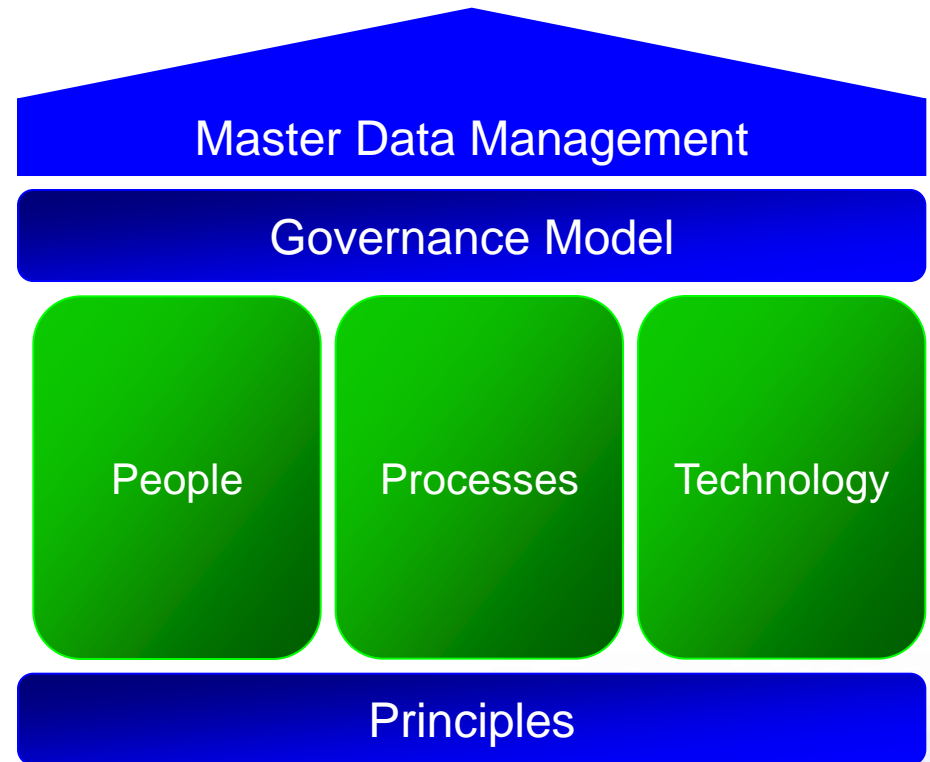 Master Data Management
Governance Model
People
Processes
Technology
Principles